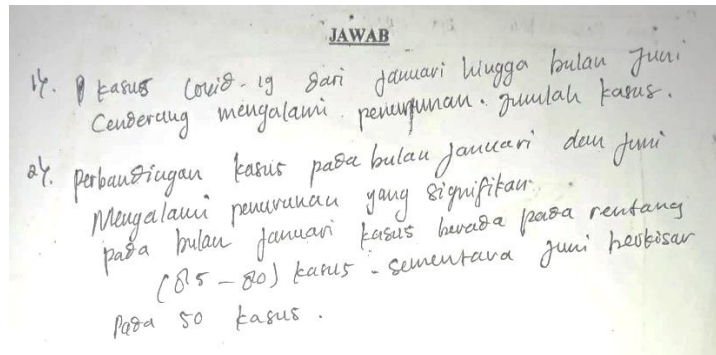 JAWAB
1/. Kasus Covid-19 dari januari hingga bulan Juni
Cenderung mengalami penurunan. Jumlah kasus.
2/. Perbandingan kasus pada bulan januari dan juni
Mengalami penurunan yang signifikan.
pada bulan januari kasus berada pada rentang
(85 - 80) kasus - sementara juni berkisar
Pada 50 kasus.